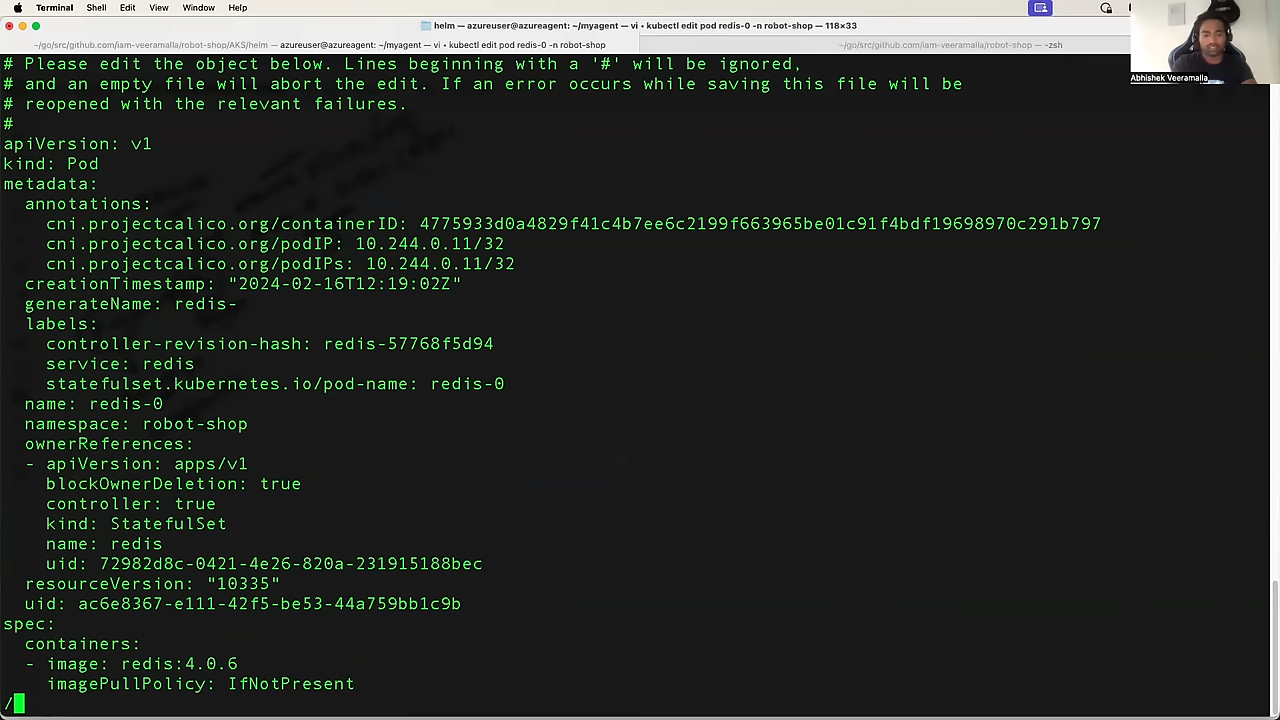 Terminal Shell Edit View Window Help
helm — azureuser@azureagent: ~/myagent — vi • kubectl edit pod redis-0 -n robot-shop — 118×33
~/go/src/github.com/iam-veeramalla/robot-shop/AKS/helm — azureuser@azureagent: ~/myagent — vi • kubectl edit pod redis-0 -n robot-shop
~/go/src/github.com/iam-veeramalla/robot-shop — -zsh
Abhishek Veeramalla
# Please edit the object below. Lines beginning with a '#' will be ignored,
# and an empty file will abort the edit. If an error occurs while saving this file will be
# reopened with the relevant failures.
#
apiVersion: v1
kind: Pod
metadata:
  annotations:
    cni.projectcalico.org/containerID: 4775933d0a4829f41c4b7ee6c2199f663965be01c91f4bdf19698970c291b797
    cni.projectcalico.org/podIP: 10.244.0.11/32
    cni.projectcalico.org/podIPs: 10.244.0.11/32
  creationTimestamp: "2024-02-16T12:19:02Z"
  generateName: redis-
  labels:
    controller-revision-hash: redis-57768f5d94
    service: redis
    statefulset.kubernetes.io/pod-name: redis-0
  name: redis-0
  namespace: robot-shop
  ownerReferences:
  - apiVersion: apps/v1
    blockOwnerDeletion: true
    controller: true
    kind: StatefulSet
    name: redis
    uid: 72982d8c-0421-4e26-820a-231915188bec
  resourceVersion: "10335"
  uid: ac6e8367-e111-42f5-be53-44a759bb1c9b
spec:
  containers:
  - image: redis:4.0.6
    imagePullPolicy: IfNotPresent
/